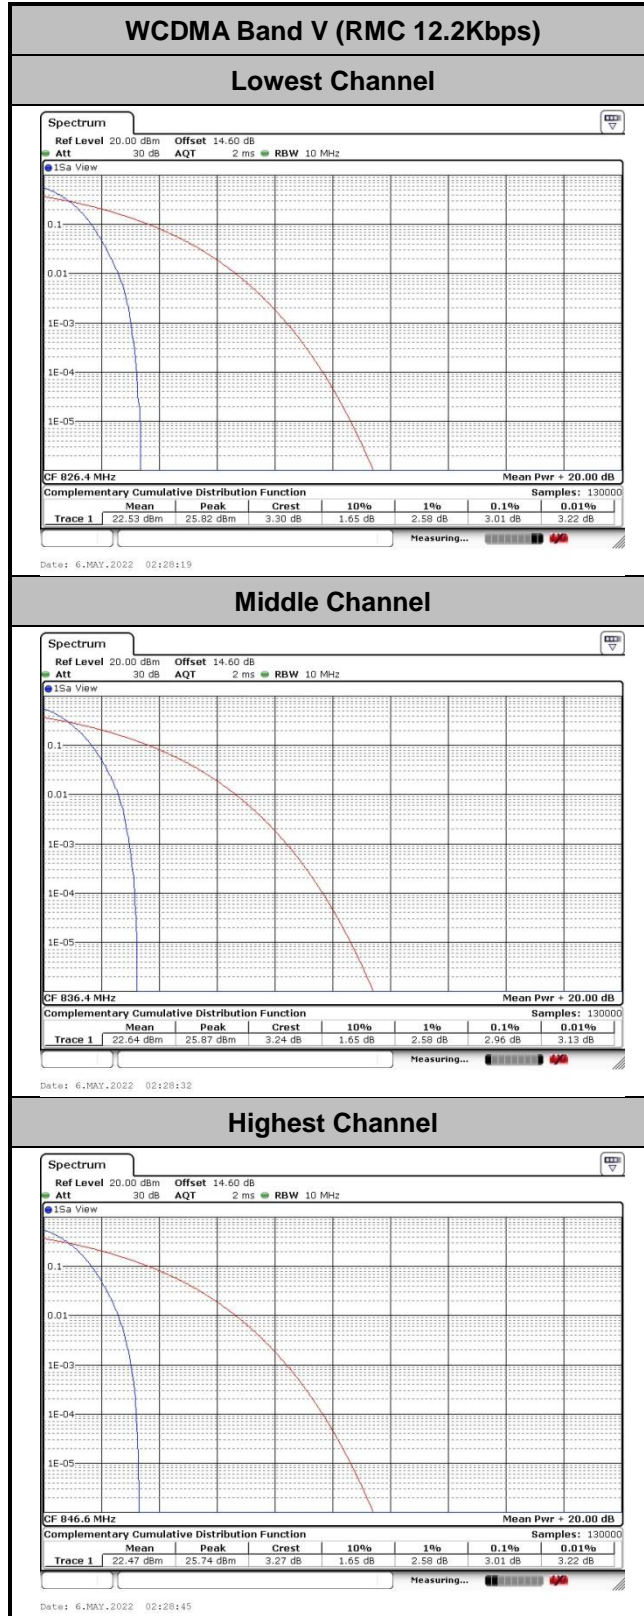 WCDMA Band V (RMC 12.2Kbps)
Lowest Channel
Spectrum
Ref Level 20.00 dBm Offset 14.60 dB
Att 30 dB AQT 2 ms RBW 10 MHz
1Sa View
0.1
0.01
1E-03
1E-04
1E-05
CF 826.4 MHz Mean Pwr + 20.00 dB
Complementary Cumulative Distribution Function Samples: 130000
Mean Peak Crest 10% 1% 0.1% 0.01%
Trace 1 22.53 dBm 25.82 dBm 3.30 dB 1.65 dB 2.58 dB 3.01 dB 3.22 dB
Measuring...
Date: 6.MAY.2022 02:28:19
Middle Channel
Spectrum
Ref Level 20.00 dBm Offset 14.60 dB
Att 30 dB AQT 2 ms RBW 10 MHz
1Sa View
0.1
0.01
1E-03
1E-04
1E-05
CF 836.4 MHz Mean Pwr + 20.00 dB
Complementary Cumulative Distribution Function Samples: 130000
Mean Peak Crest 10% 1% 0.1% 0.01%
Trace 1 22.64 dBm 25.87 dBm 3.24 dB 1.65 dB 2.58 dB 2.96 dB 3.13 dB
Measuring...
Date: 6.MAY.2022 02:28:32
Highest Channel
Spectrum
Ref Level 20.00 dBm Offset 14.60 dB
Att 30 dB AQT 2 ms RBW 10 MHz
1Sa View
0.1
0.01
1E-03
1E-04
1E-05
CF 846.6 MHz Mean Pwr + 20.00 dB
Complementary Cumulative Distribution Function Samples: 130000
Mean Peak Crest 10% 1% 0.1% 0.01%
Trace 1 22.47 dBm 25.74 dBm 3.27 dB 1.65 dB 2.58 dB 3.01 dB 3.22 dB
Measuring...
Date: 6.MAY.2022 02:28:45